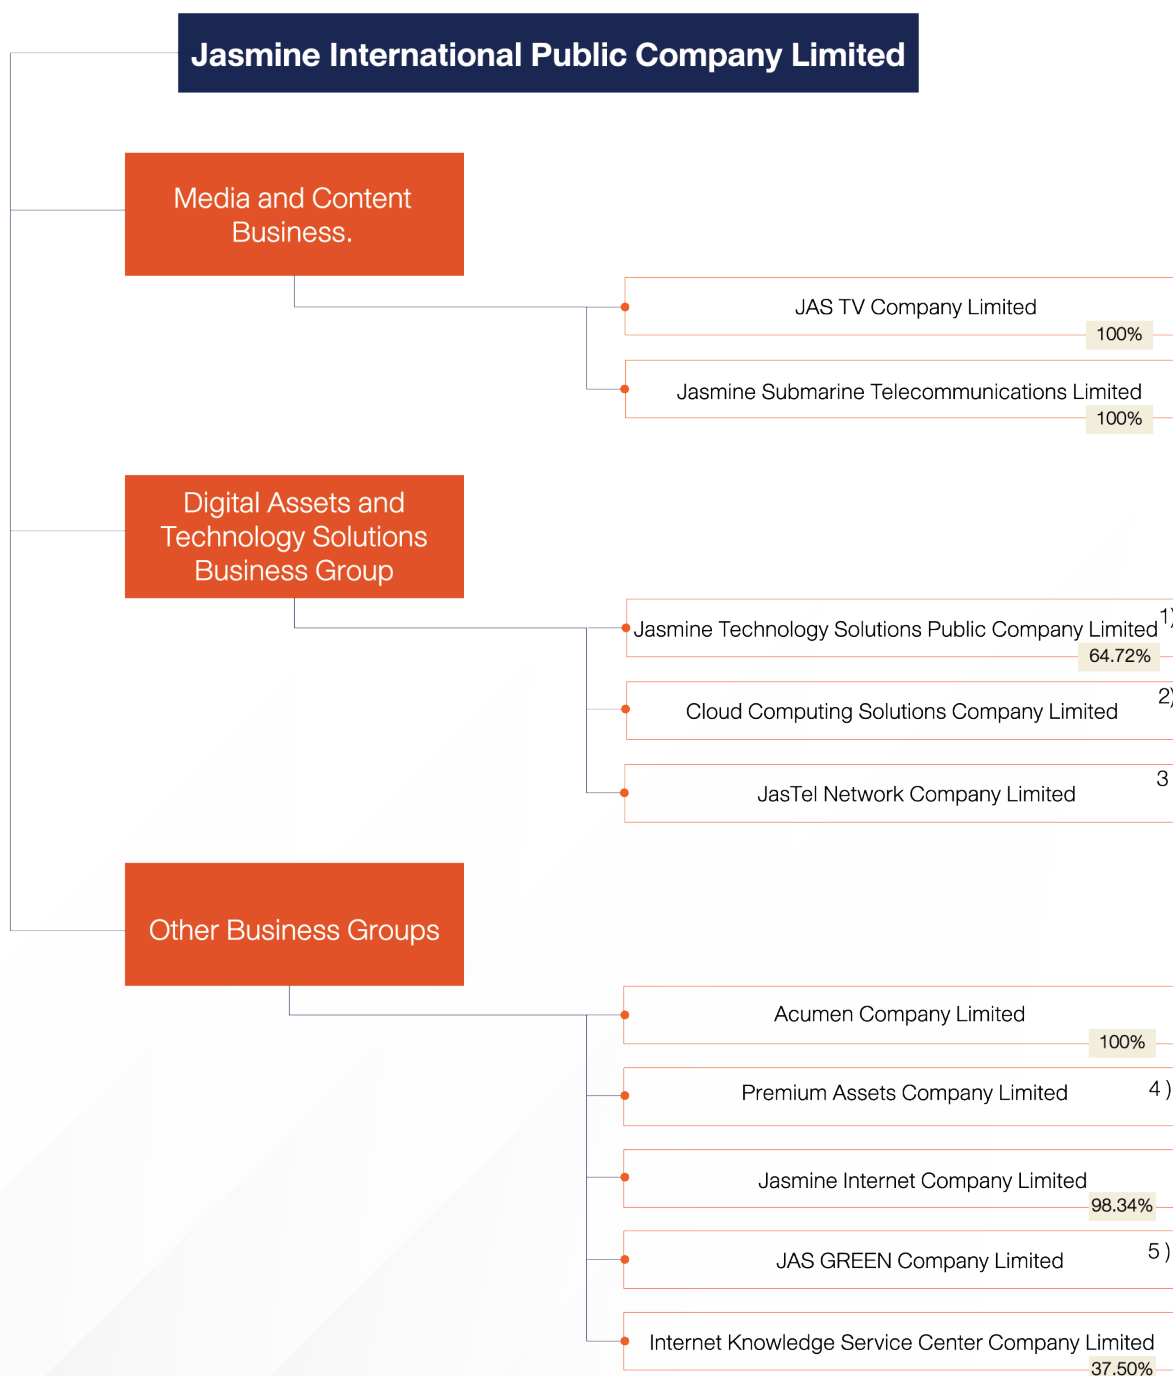 Jasmine International Public Company Limited
Media and Content
Business.
JAS TV Company Limited
100%
Jasmine Submarine Telecommunications Limited
100%
Digital Assets and
Technology Solutions
Business Group
Jasmine Technology Solutions Public Company Limited 1)
64.72%
Cloud Computing Solutions Company Limited 2)
JasTel Network Company Limited 3
Other Business Groups
Acumen Company Limited
100%
Premium Assets Company Limited 4 )
Jasmine Internet Company Limited
98.34%
JAS GREEN Company Limited 5 )
Internet Knowledge Service Center Company Limited
37.50%